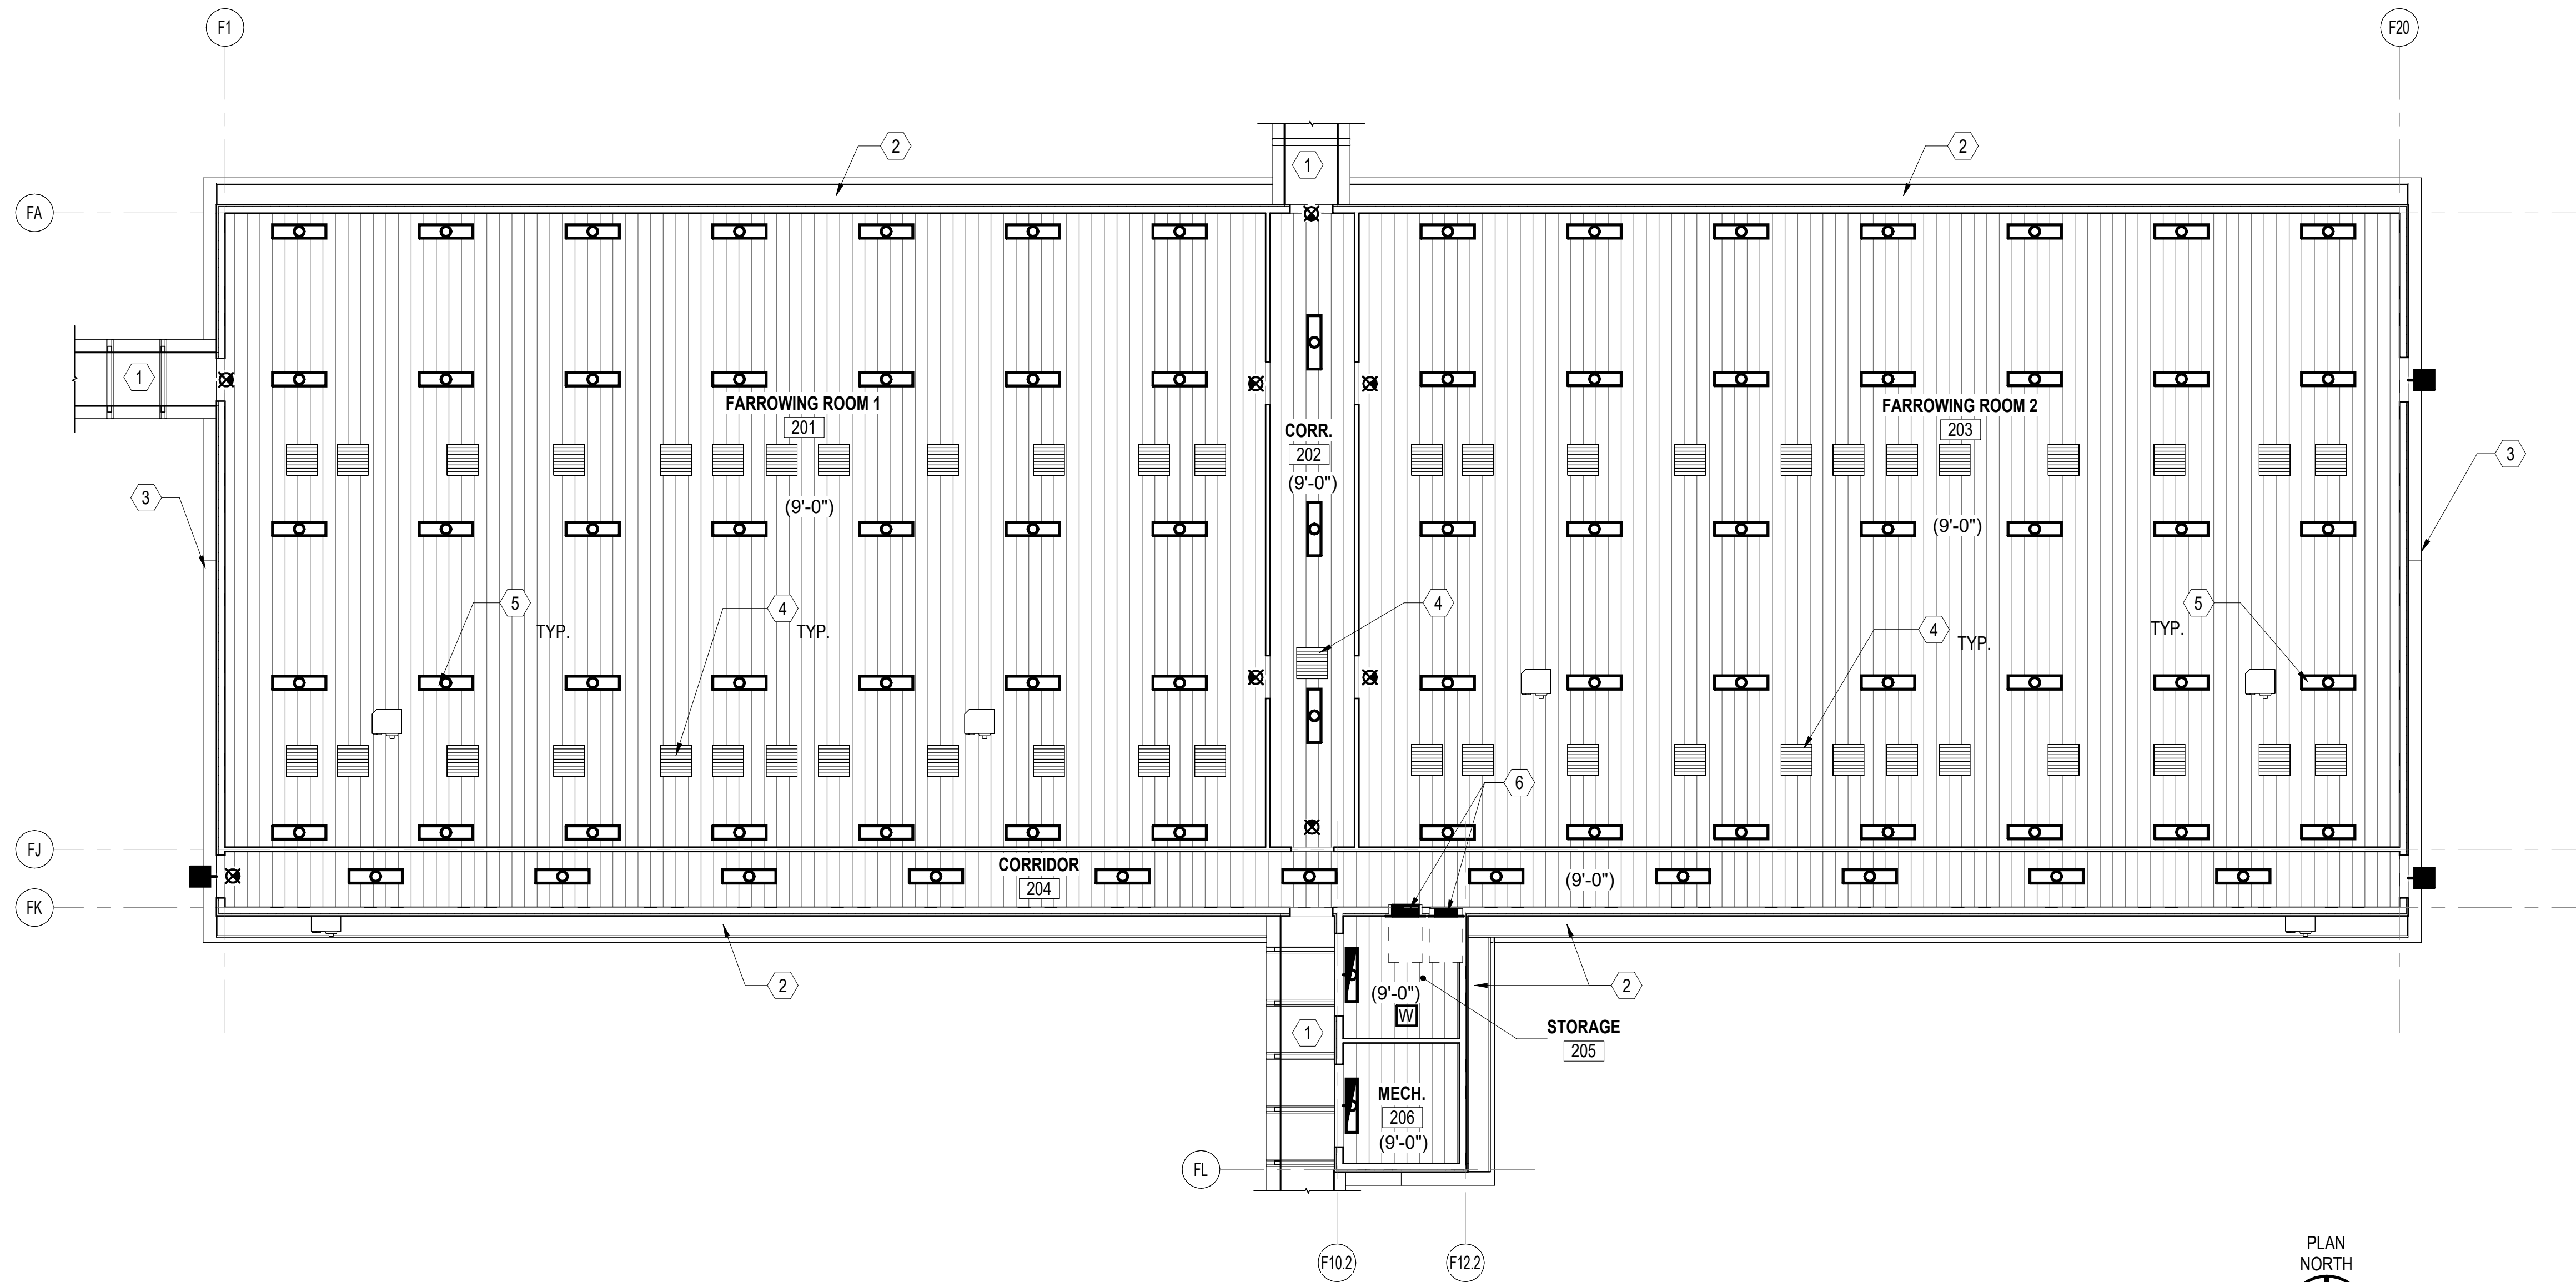 F1
F20
2
1
2
FA
1
FARROWING ROOM 1
201
(9'-0")
CORR.
202
(9'-0")
FARROWING ROOM 2
203
(9'-0")
3
3
5
TYP.
4
TYP.
4
4
TYP.
5
TYP.
6
FJ
CORRIDOR
204
(9'-0")
FK
2
(9'-0")
W
2
1
STORAGE
205
MECH.
206
(9'-0")
FL
F10.2
F12.2
PLAN
NORTH